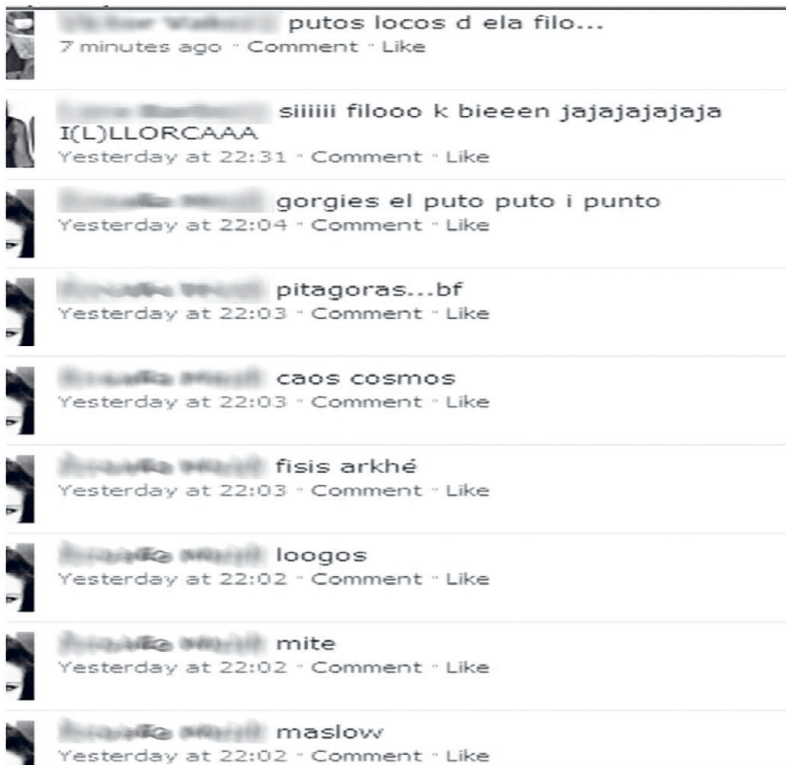 putos locos d ela filo...
7 minutes ago · Comment · Like
siiiiii filooo k bieeen jajajajajaja
I(L)LLORCAAA
Yesterday at 22:31 · Comment · Like
gorgies el puto puto i punto
Yesterday at 22:04 · Comment · Like
pitagoras...bf
Yesterday at 22:03 · Comment · Like
caos cosmos
Yesterday at 22:03 · Comment · Like
fisis arkhé
Yesterday at 22:03 · Comment · Like
loogos
Yesterday at 22:02 · Comment · Like
mite
Yesterday at 22:02 · Comment · Like
maslow
Yesterday at 22:02 · Comment · Like